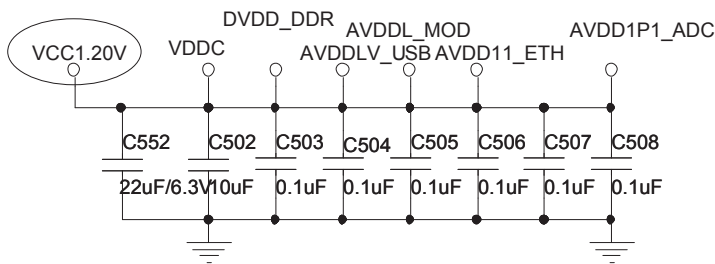 DVDD_DDR
AVDDL_MOD
AVDD1P1_ADC
VCC1.20V
VDDC
AVDDLV_USB
AVDD11_ETH
C552
C502
C503
C504
C505
C506
C507
C508
22uF/6.3V
10uF
0.1uF
0.1uF
0.1uF
0.1uF
0.1uF
0.1uF